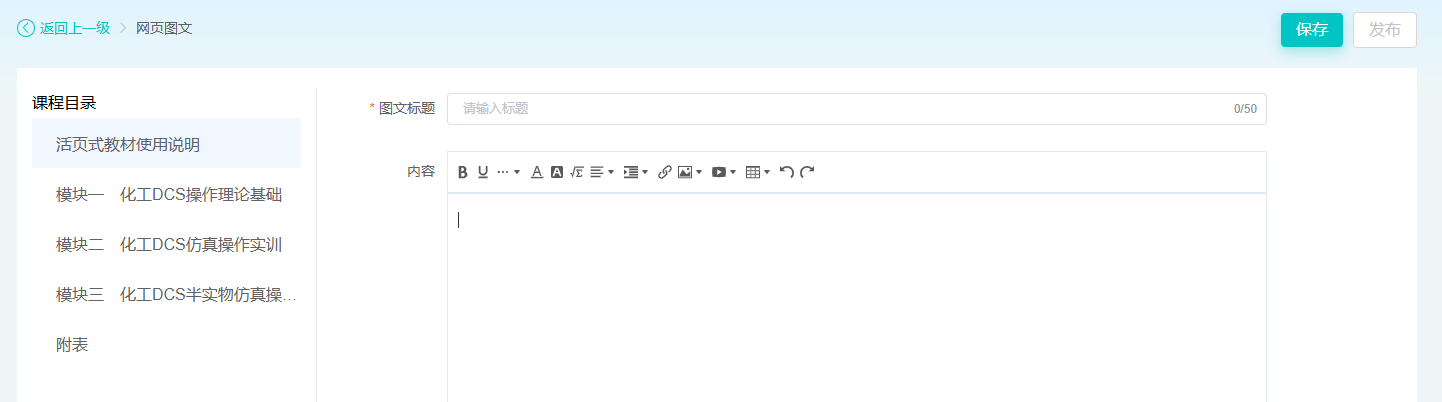 返回上一级 > 网页图文
保存 发布
课程目录
活页式教材使用说明
模块一 化工DCS操作理论基础
模块二 化工DCS仿真操作实训
模块三 化工DCS半实物仿真操...
附表
* 图文标题 请输入标题 0/50
内容 B U ... A A √Σ